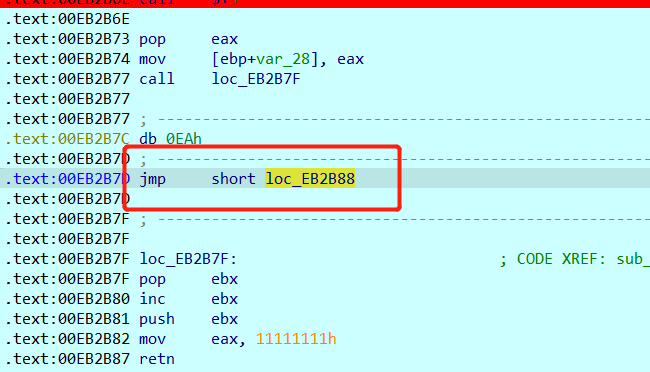 .text:00EB2B6E
.text:00EB2B73 pop     eax
.text:00EB2B74 mov     [ebp+var_28], eax
.text:00EB2B77 call    loc_EB2B7F
.text:00EB2B77
.text:00EB2B77 ; ---------------------------------------------------
.text:00EB2B7C db 0EAh
.text:00EB2B7D ; ---------------------------------------------------
.text:00EB2B7D jmp     short loc_EB2B88
.text:00EB2B7D
.text:00EB2B7F ; ---------------------------------------------------
.text:00EB2B7F
.text:00EB2B7F loc_EB2B7F:                             ; CODE XREF: sub_
.text:00EB2B7F pop     ebx
.text:00EB2B80 inc     ebx
.text:00EB2B81 push    ebx
.text:00EB2B82 mov     eax, 11111111h
.text:00EB2B87 retn